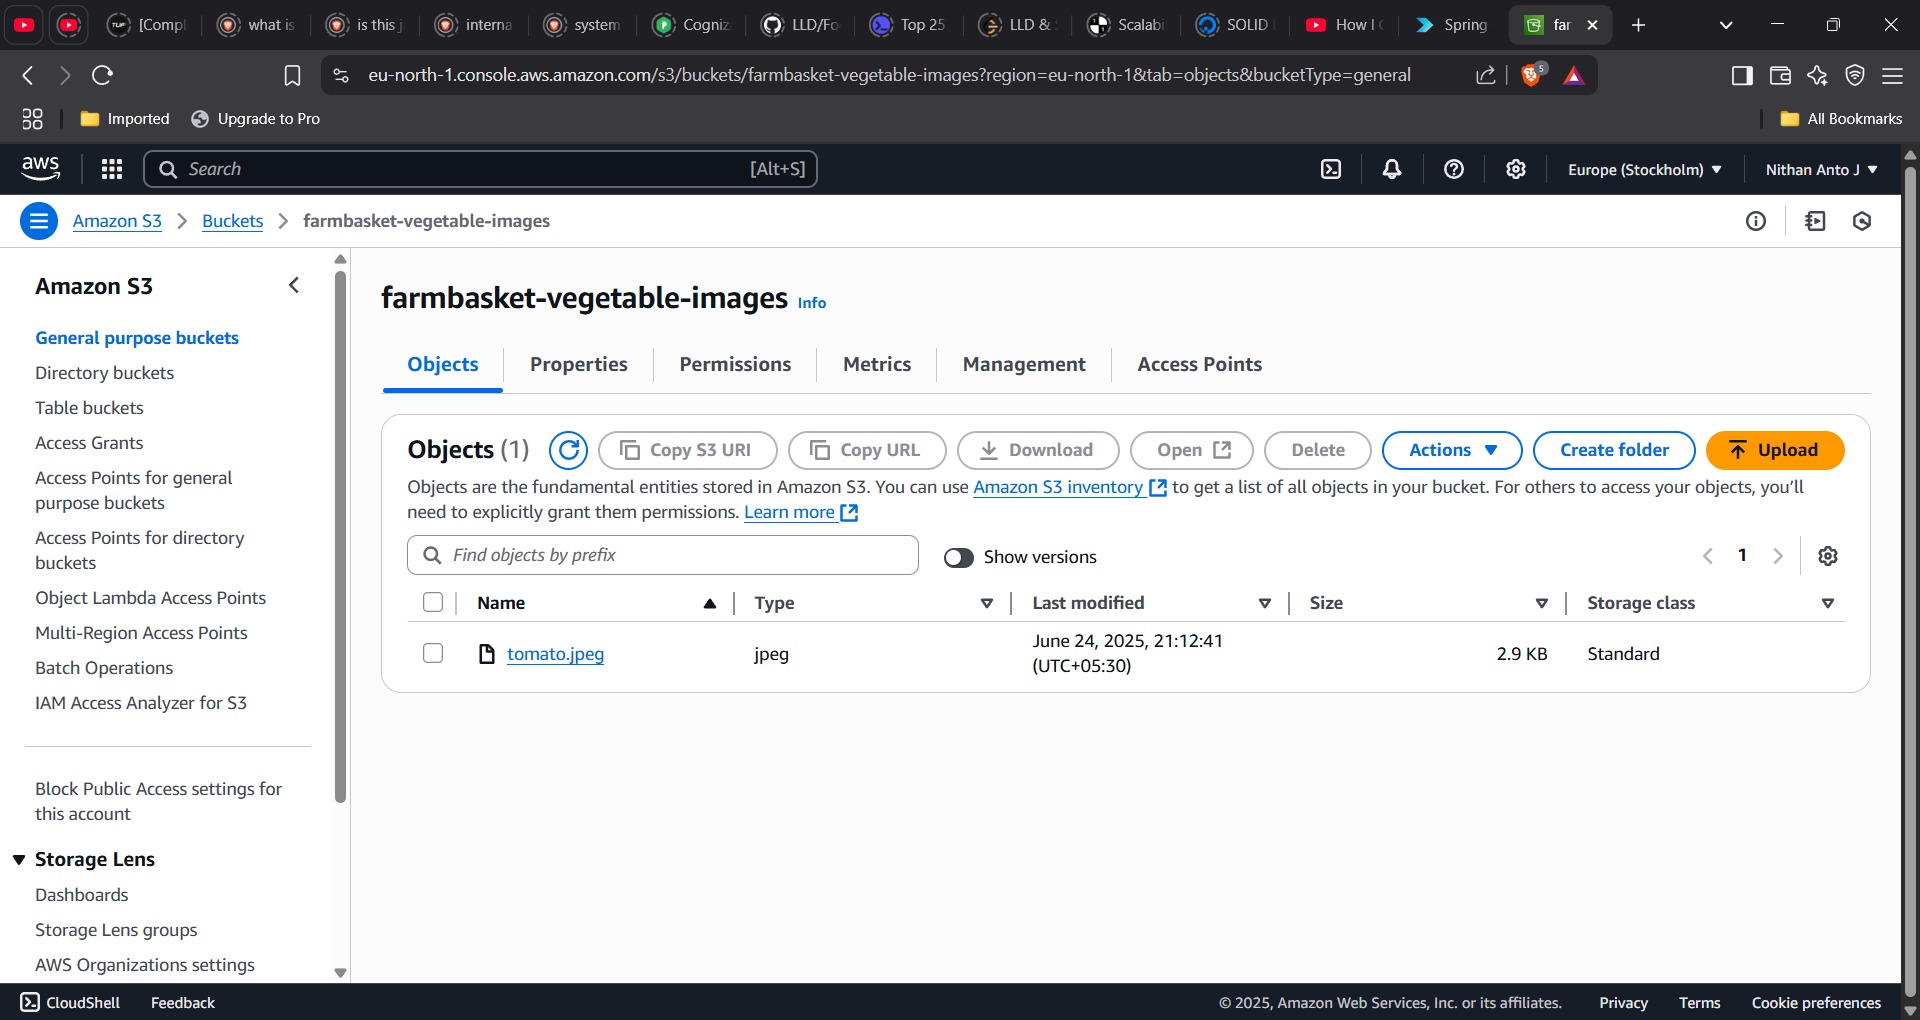 [Compl
what is
is this j
interna
system
Cogniz
LLD/Fo
Top 25
LLD & S
Scalabi
SOLID
How I C
Spring
far
eu-north-1.console.aws.amazon.com/s3/buckets/farmbasket-vegetable-images?region=eu-north-1&tab=objects&bucketType=general
5
Imported
Upgrade to Pro
All Bookmarks
aws
Search
[Alt+S]
Europe (Stockholm)
Nithan Anto J
Amazon S3
Buckets
farmbasket-vegetable-images
Amazon S3
General purpose buckets
Directory buckets
Table buckets
Access Grants
Access Points for general
purpose buckets
Access Points for directory
buckets
Object Lambda Access Points
Multi-Region Access Points
Batch Operations
IAM Access Analyzer for S3
Block Public Access settings for
this account
Storage Lens
Dashboards
Storage Lens groups
AWS Organizations settings
farmbasket-vegetable-images Info
Objects
Properties
Permissions
Metrics
Management
Access Points
Objects (1)
Copy S3 URI
Copy URL
Download
Open
Delete
Actions
Create folder
Upload
Objects are the fundamental entities stored in Amazon S3. You can use Amazon S3 inventory to get a list of all objects in your bucket. For others to access your objects, you’ll
need to explicitly grant them permissions. Learn more
Find objects by prefix
Show versions
1
Name
Type
Last modified
Size
Storage class
tomato.jpeg
jpeg
June 24, 2025, 21:12:41
(UTC+05:30)
2.9 KB
Standard
CloudShell
Feedback
© 2025, Amazon Web Services, Inc. or its affiliates.
Privacy
Terms
Cookie preferences